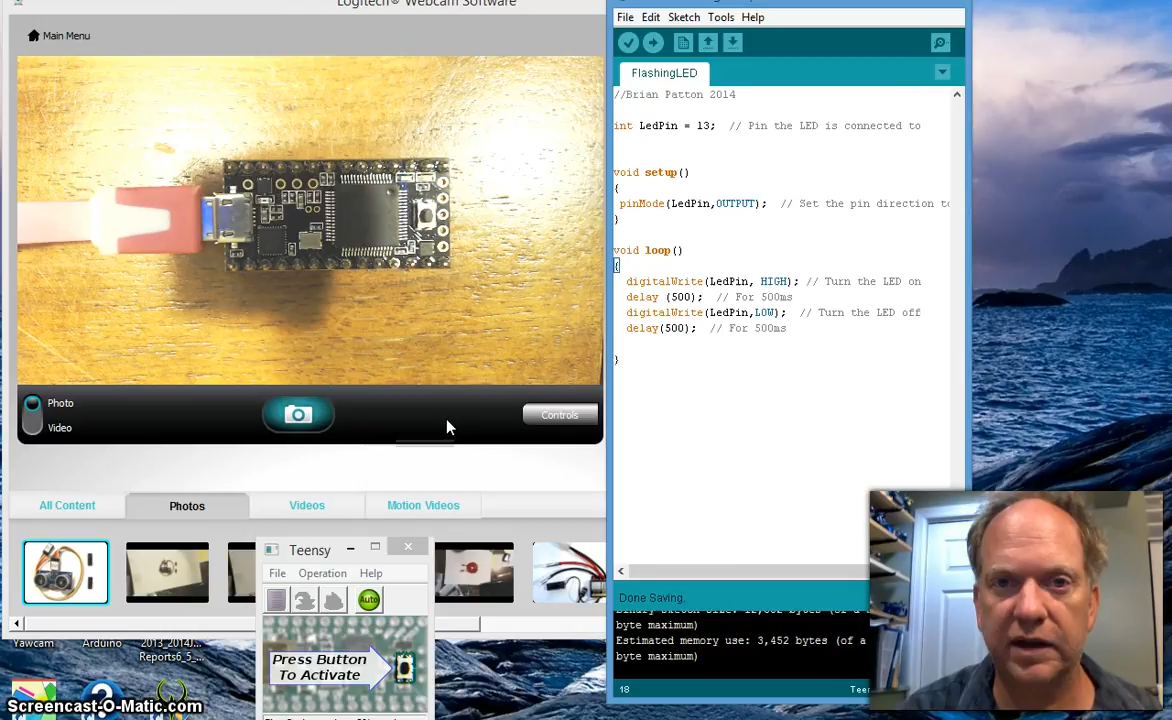 Logitech® Webcam Software
Main Menu
Photo
Video
Controls
All Content
Photos
Videos
Motion Videos
Teensy
File Operation Help
Auto
Press Button
To Activate
Yawcam
Arduino
2013_2014)
Reports6_5_...
Screencast-O-Matic.com
File Edit Sketch Tools Help
FlashingLED
//Brian Patton 2014
int LedPin = 13; // Pin the LED is connected to
void setup()
{
pinMode(LedPin,OUTPUT); // Set the pin direction to
}
void loop()
{
digitalWrite(LedPin, HIGH); // Turn the LED on
delay (500); // For 500ms
digitalWrite(LedPin,LOW); // Turn the LED off
delay(500); // For 500ms
}
Done Saving.
byte maximum)
Estimated memory use: 3,452 bytes (of a
byte maximum)
18
Teen